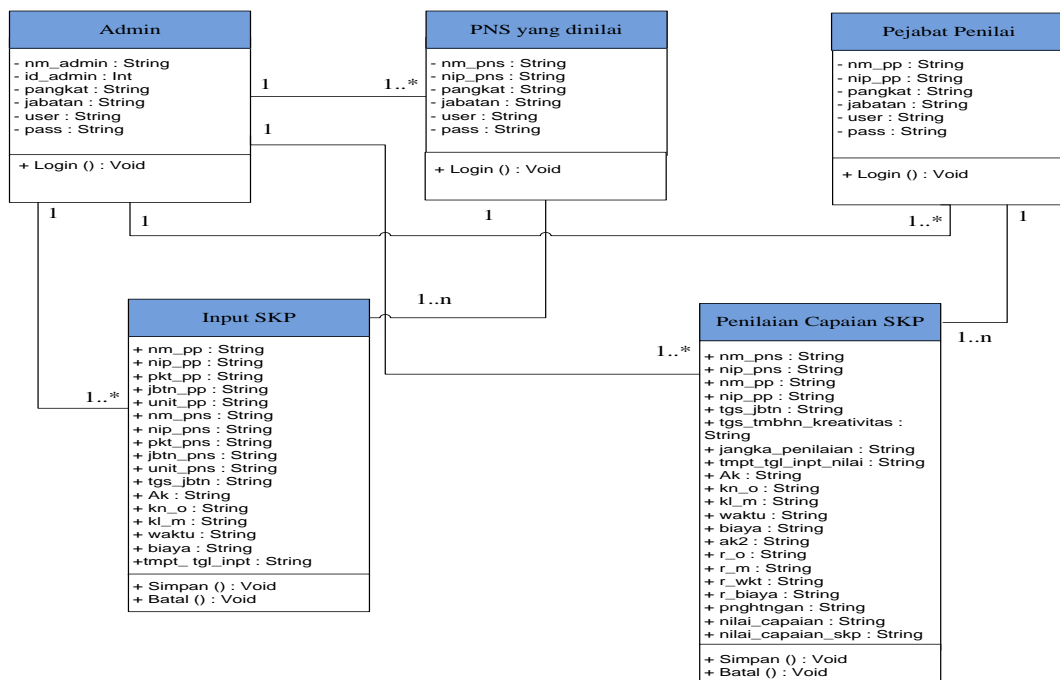 Admin
- nm_admin : String
- id_admin : Int
- pangkat : String
- jabatan : String
- user : String
- pass : String
+ Login () : Void
PNS yang dinilai
- nm_pns : String
- nip_pns : String
- pangkat : String
- jabatan : String
- user : String
- pass : String
+ Login () : Void
Pejabat Penilai
- nm_pp : String
- nip_pp : String
- pangkat : String
- jabatan : String
- user : String
- pass : String
+ Login () : Void
1
1..*
1
1
1
1
1..*
1
1..n
1..*
1..*
1..n
Input SKP
+ nm_pp : String
+ nip_pp : String
+ pkt_pp : String
+ jbtn_pp : String
+ unit_pp : String
+ nm_pns : String
+ nip_pns : String
+ pkt_pns : String
+ jbtn_pns : String
+ unit_pns : String
+ tgs_jbtn : String
+ Ak : String
+ kn_o : String
+ kl_m : String
+ waktu : String
+ biaya : String
+tmpt_ tgl_inpt : String
+ Simpan () : Void
+ Batal () : Void
Penilaian Capaian SKP
+ nm_pns : String
+ nip_pns : String
+ nm_pp : String
+ nip_pp : String
+ tgs_jbtn : String
+ tgs_tmbhn_kreativitas :
String
+ jangka_penilaian : String
+ tmpt_tgl_inpt_nilai : String
+ Ak : String
+ kn_o : String
+ kl_m : String
+ waktu : String
+ biaya : String
+ ak2 : String
+ r_o : String
+ r_m : String
+ r_wkt : String
+ r_biaya : String
+ pnghtngan : String
+ nilai_capaian : String
+ nilai_capaian_skp : String
+ Simpan () : Void
+ Batal () : Void